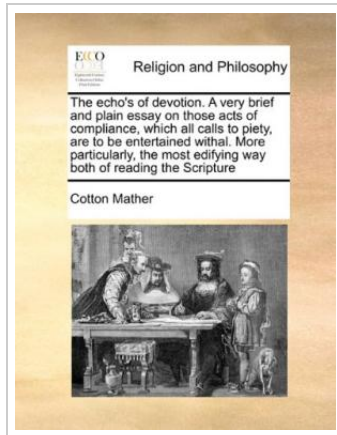 ECCO
Religion and Philosophy
The echo's of devotion. A very brief
and plain essay on those acts of
compliance, which all calls to piety,
are to be entertained withal. More
particularly, the most edifying way
both of reading the Scripture
Cotton Mather